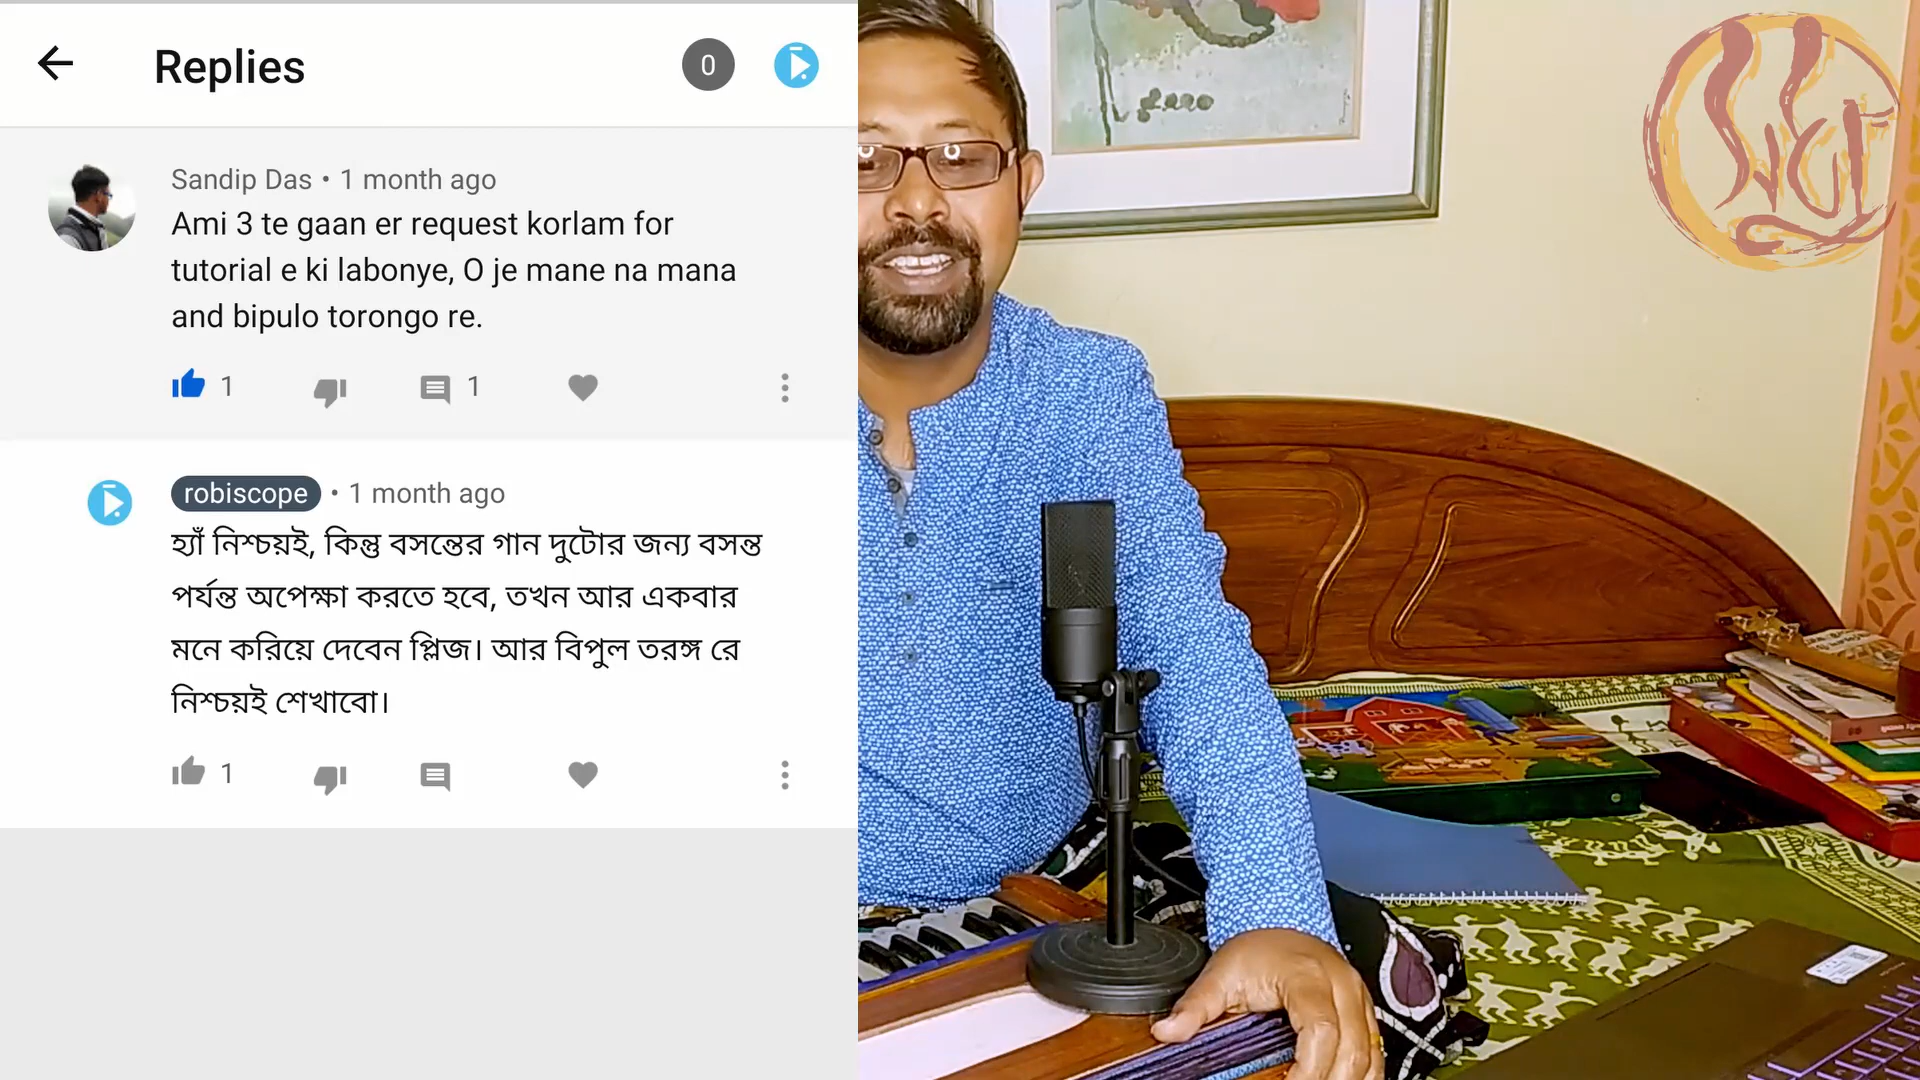 Replies
0
Sandip Das • 1 month ago
Ami 3 te gaan er request korlam for
tutorial e ki labonye, O je mane na mana
and bipulo torongo re.
1
1
robiscope • 1 month ago
হ্যাঁ নিশ্চয়ই, কিন্তু বসন্তের গান দুটোর জন্য বসন্ত
পর্যন্ত অপেক্ষা করতে হবে, তখন আর একবার
মনে করিয়ে দেবেন প্লিজ। আর বিপুল তরঙ্গ রে
নিশ্চয়ই শেখাবো।
1